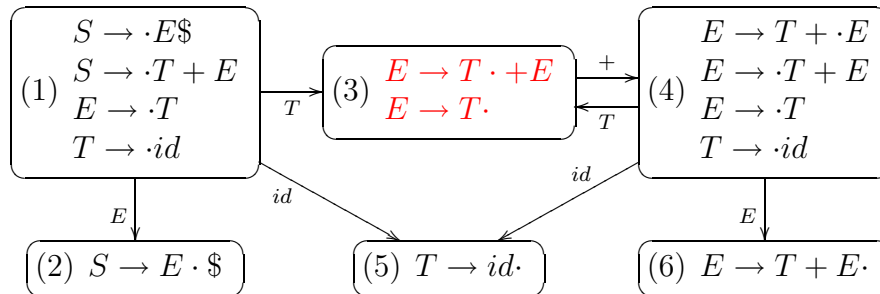 (1)
S → ·E$
S → ·T + E
E → ·T
T → ·id
T
(3)
E → T · +E
E → T·
+
T
(4)
E → T + ·E
E → ·T + E
E → ·T
T → ·id
E
id
id
E
(2) S → E · $
(5) T → id·
(6) E → T + E·